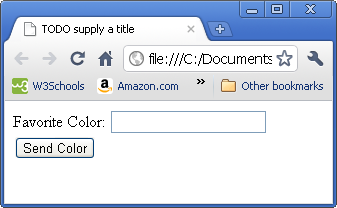 TODO supply a title
file:///C:/Documents
W3Schools Amazon.com » Other bookmarks
Favorite Color:
Send Color